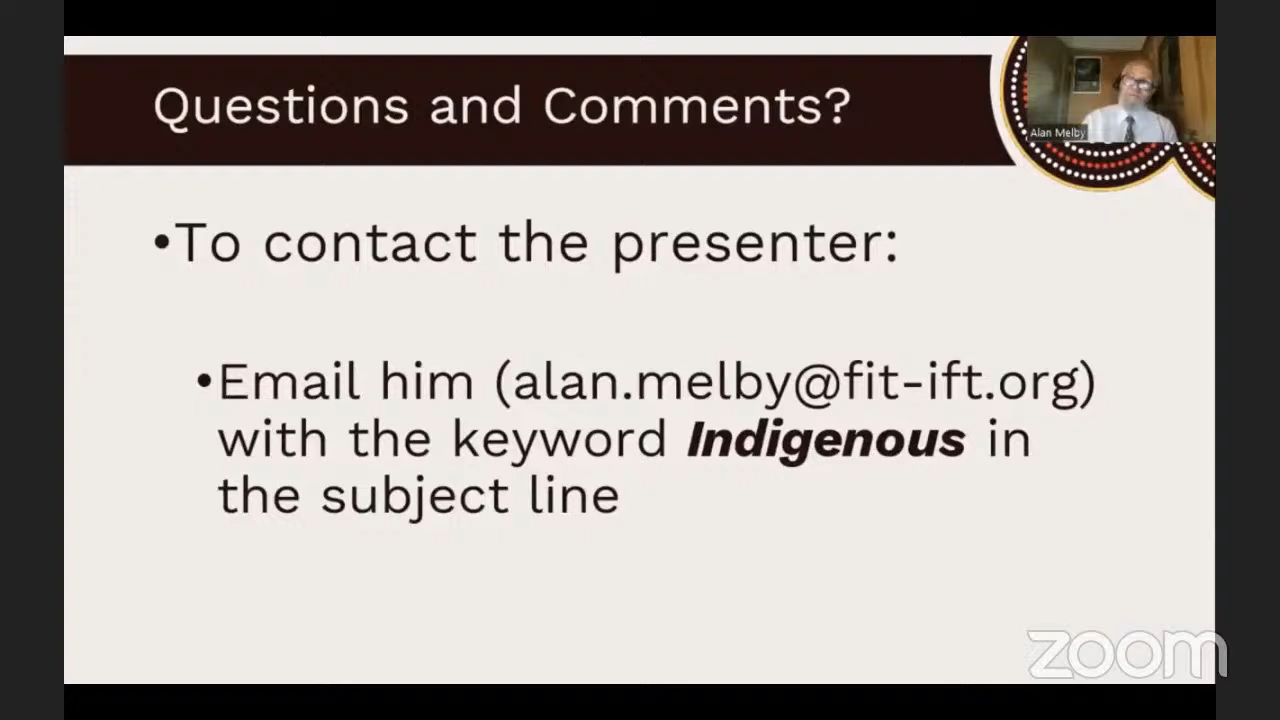 Questions and Comments?
Alan Melby
•To contact the presenter:
•Email him (alan.melby@fit-ift.org)
with the keyword Indigenous in
the subject line
zoom